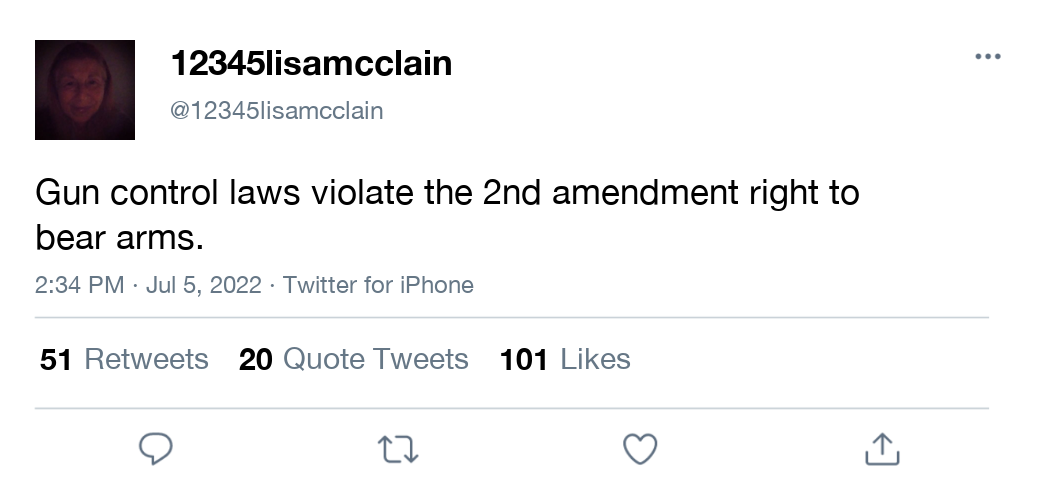 12345lisamcclain
@12345lisamcclain
Gun control laws violate the 2nd amendment right to
bear arms.
2:34 PM · Jul 5, 2022 · Twitter for iPhone
51 Retweets 20 Quote Tweets 101 Likes